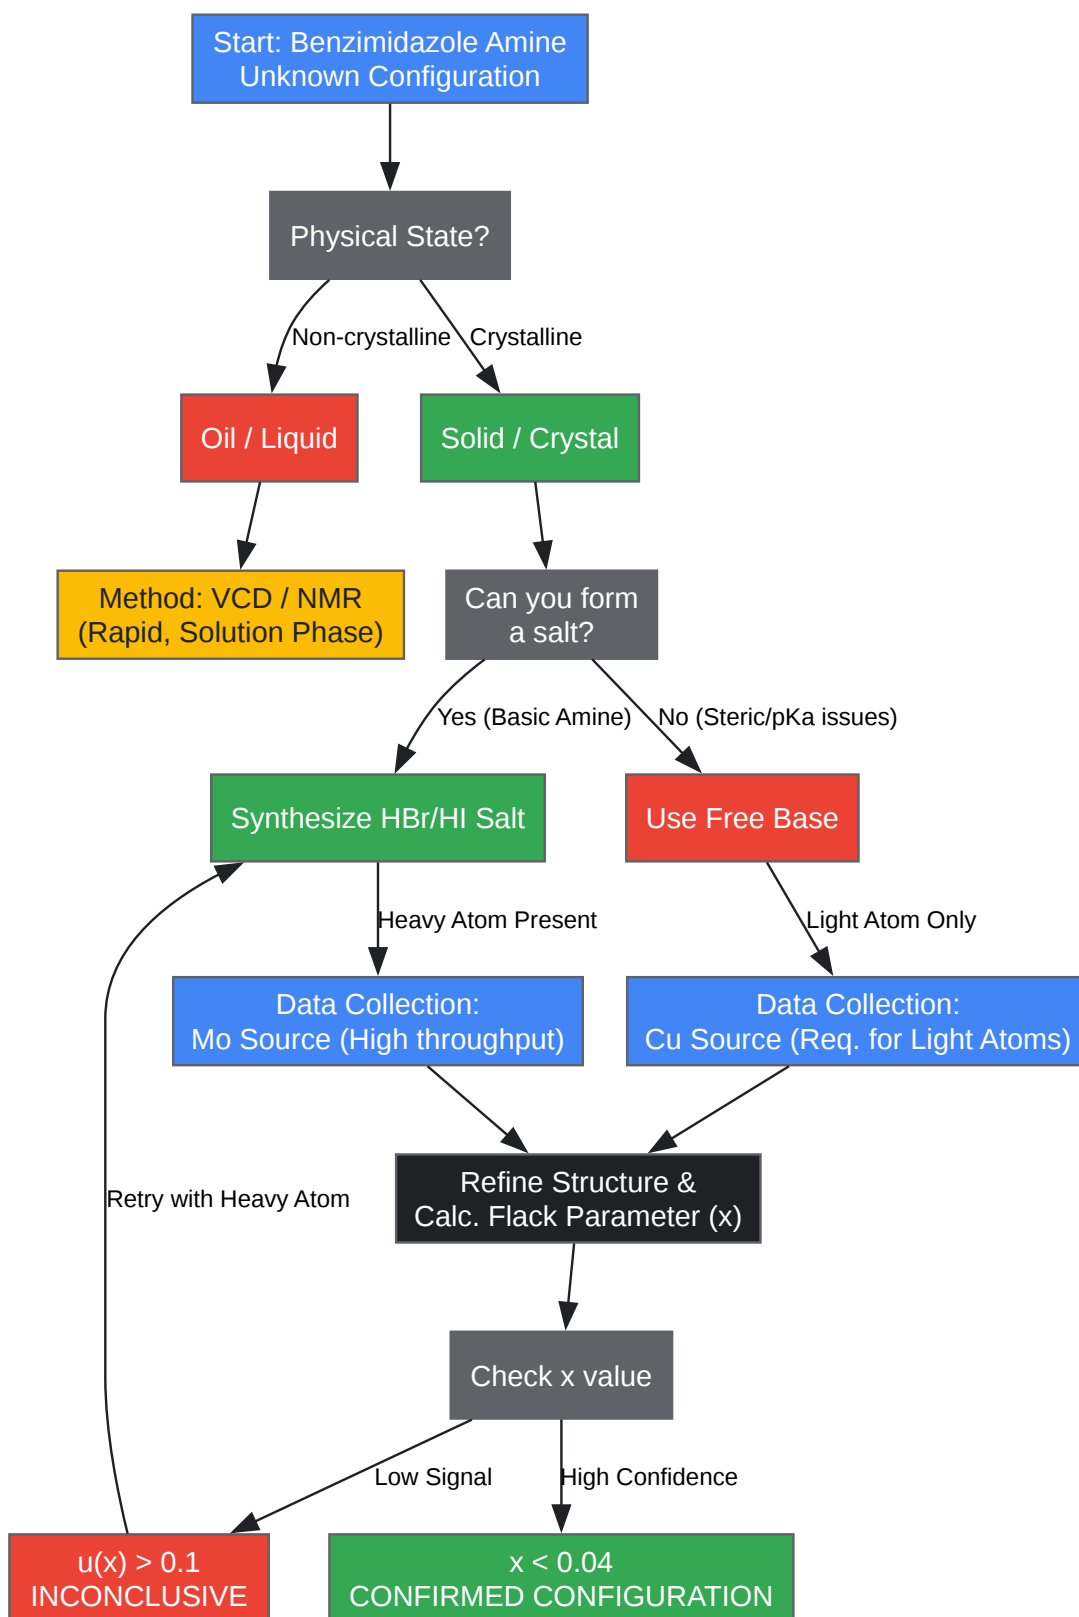 Start: Benzimidazole Amine
Unknown Configuration
Physical State?
Non-crystalline
Crystalline
Oil / Liquid
Solid / Crystal
Method: VCD / NMR
(Rapid, Solution Phase)
Can you form
a salt?
Yes (Basic Amine)
No (Steric/pKa issues)
Synthesize HBr/HI Salt
Use Free Base
Heavy Atom Present
Light Atom Only
Data Collection:
Mo Source (High throughput)
Data Collection:
Cu Source (Req. for Light Atoms)
Refine Structure &
Calc. Flack Parameter (x)
Retry with Heavy Atom
Check x value
Low Signal
High Confidence
u(x) > 0.1
INCONCLUSIVE
x < 0.04
CONFIRMED CONFIGURATION